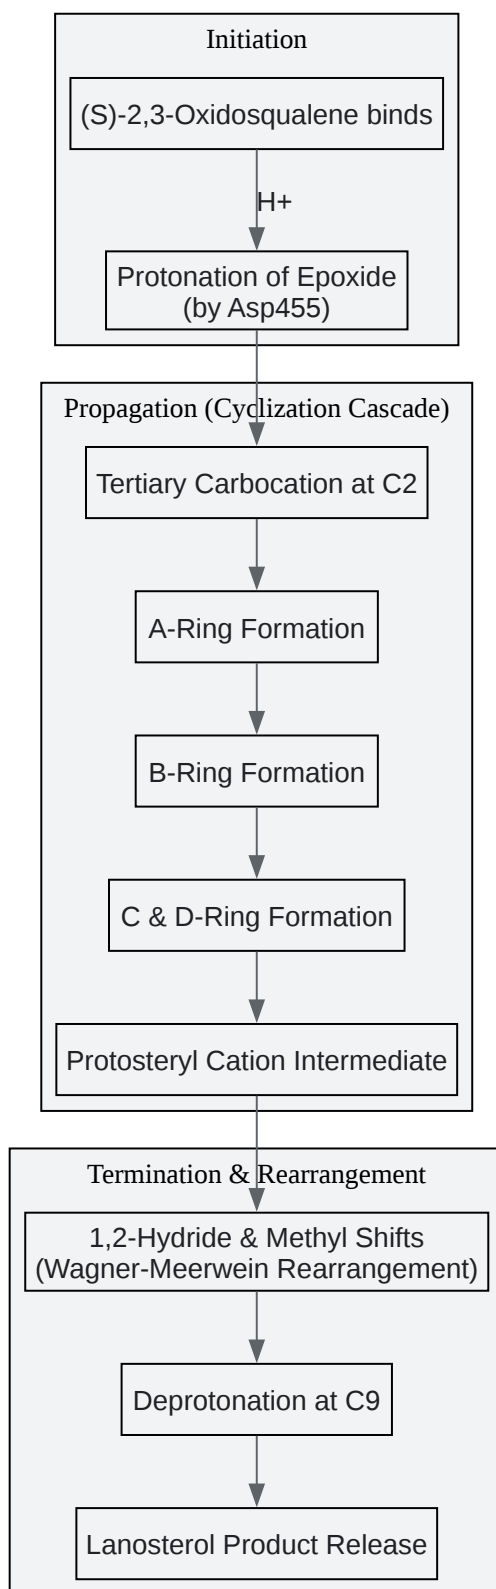 Initiation
(S)-2,3-Oxidosqualene binds
H+
Protonation of Epoxide
(by Asp455)
Propagation (Cyclization Cascade)
Tertiary Carbocation at C2
A-Ring Formation
B-Ring Formation
C & D-Ring Formation
Protosteryl Cation Intermediate
Termination & Rearrangement
1,2-Hydride & Methyl Shifts
(Wagner-Meerwein Rearrangement)
Deprotonation at C9
Lanosterol Product Release